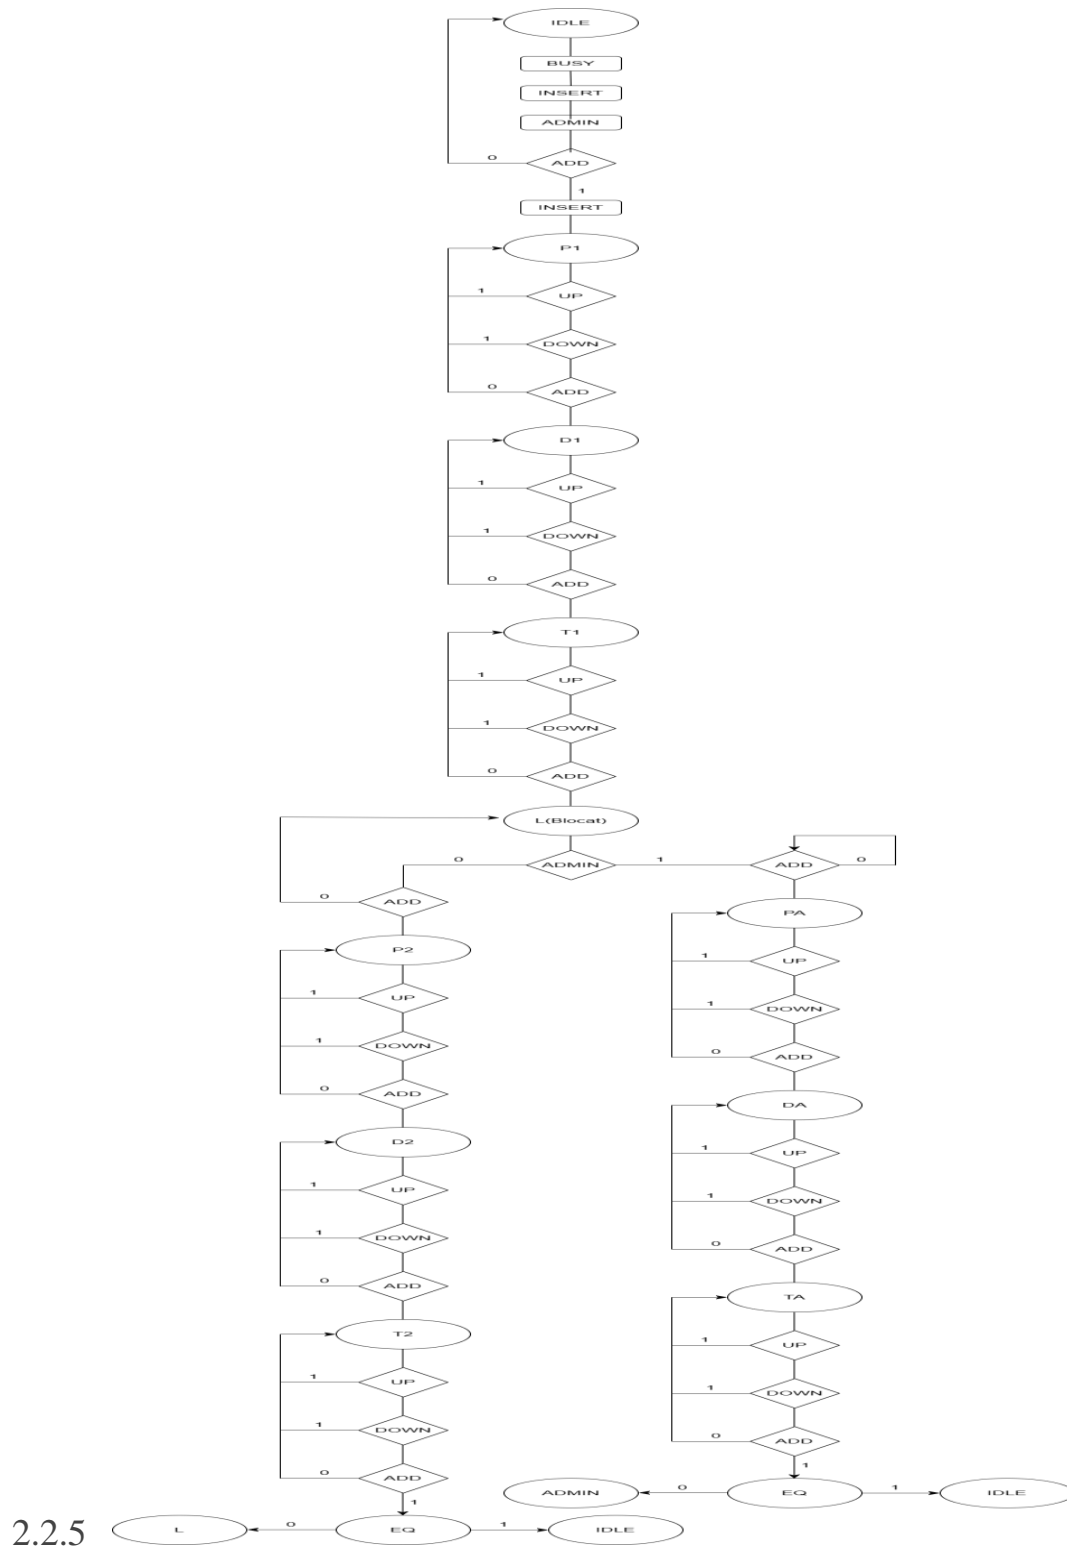 IDLE
BUSY
INSERT
ADMIN
0 ADD
1
INSERT
P1
1 UP
1 DOWN
0 ADD
D1
1 UP
1 DOWN
0 ADD
T1
1 UP
1 DOWN
0 ADD
L(Blocat)
0 ADMIN 1 ADD 0
0 ADD
PA
P2
1 UP
1 UP
1 DOWN
1 DOWN
0 ADD
0 ADD
DA
D2
1 UP
1 UP
1 DOWN
1 DOWN
0 ADD
0 ADD
TA
T2
1 UP
1 UP
1 DOWN
1 DOWN
0 ADD
1
0 ADD
1
ADMIN 0 EQ 1 IDLE
2.2.5 L 0 EQ 1 IDLE